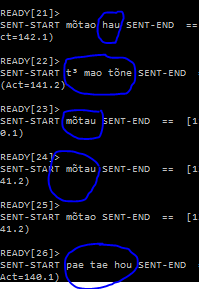 READY[21]>
SENT-START mõtao hau SENT-END ==
ct=142.1)
READY[22]>
SENT-START t³ mao tõne SENT-END
(Act=141.2)
READY[23]>
SENT-START mõtau SENT-END == [1
0.1)
READY[24]>
SENT-START mõtau SENT-END == [1
41.2)
READY[25]>
SENT-START mõtao SENT-END == [1
41.2)
READY[26]>
SENT-START pae tae hou SENT-END
Act=140.1)